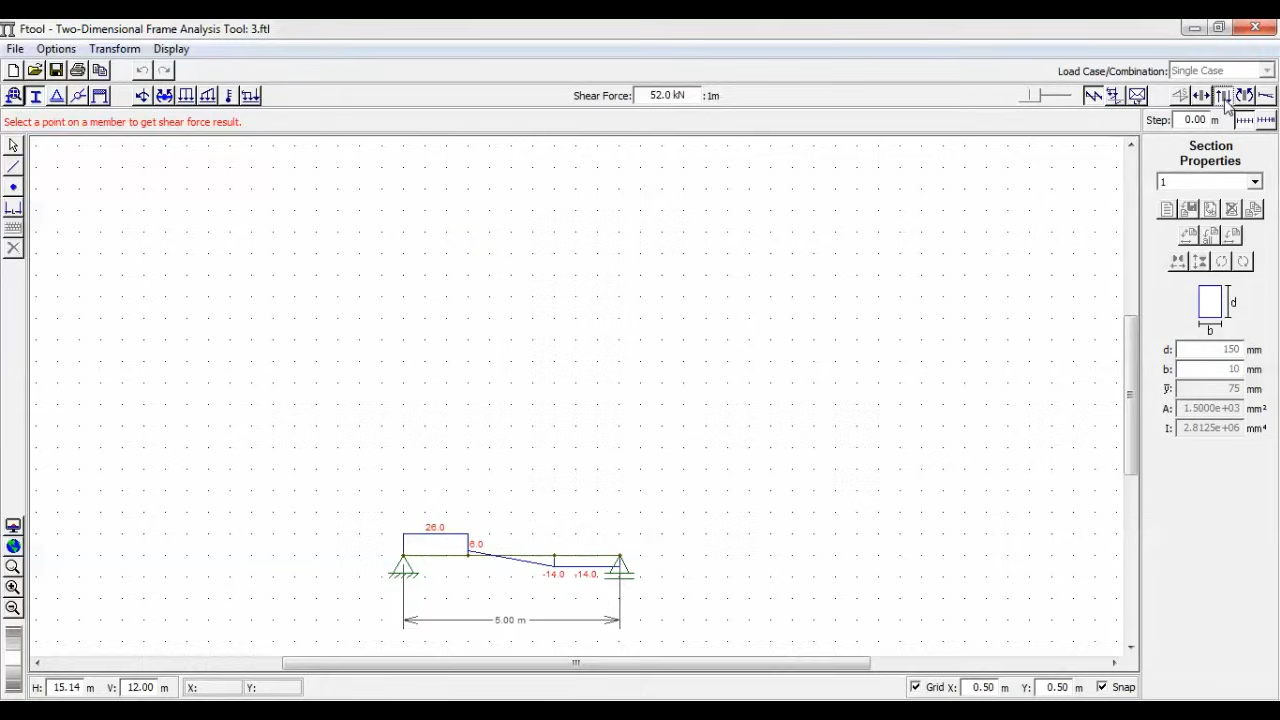 Ftool - Two-Dimensional Frame Analysis Tool: 3.ftl
File Options Transform Display
Load Case/Combination: Single Case
Shear Force: 52.0 kN :1m
Select a point on a member to get shear force result.
Step: 0.00 m
Section
Properties
1
d
b
d: 150 mm
b: 10 mm
y: 75 mm
A: 1.5000e+03 mm²
I: 2.8125e+06 mm⁴
26.0
6.0
-14.0 -14.0
5.00 m
H: 15.14 m V: 12.00 m X: Y: Grid X: 0.50 m Y: 0.50 m Snap